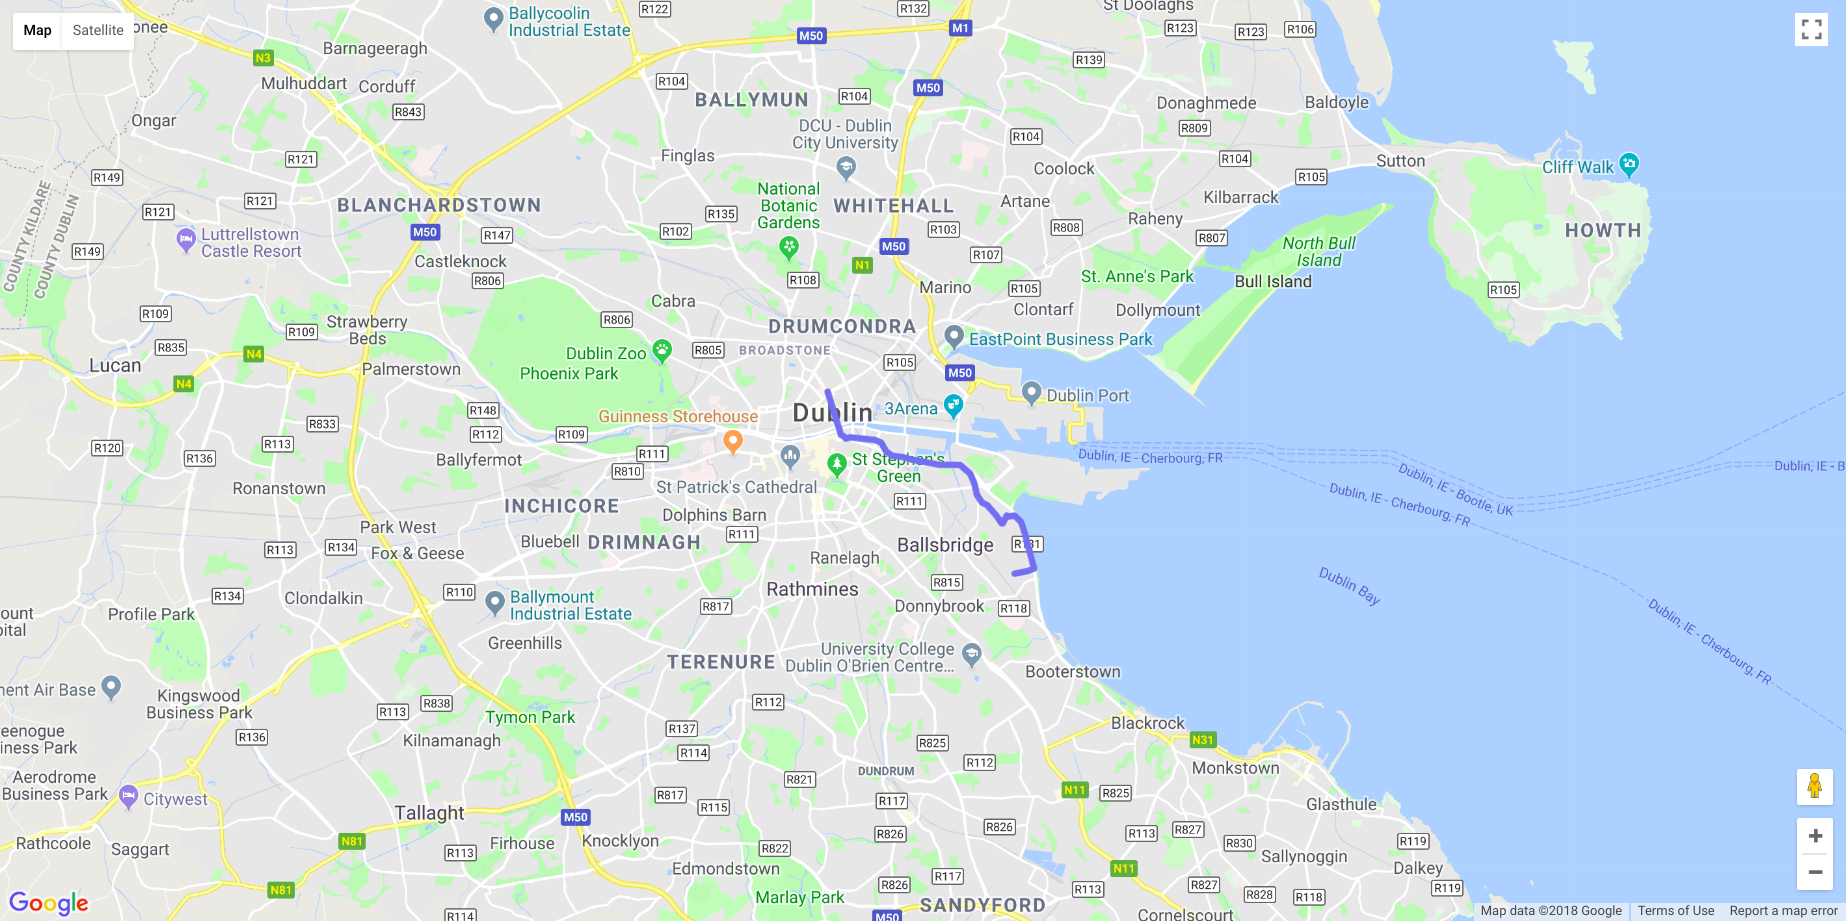 Map
Satellite
onee
Ballycoolin
Industrial Estate
R122
R132
St Doolaghs
M50
M1
R123
R123
R106
N3
Barnageeragh
Mulhuddart
Corduff
R104
R139
BALLYMUN
R104
M50
Donaghmede
Baldoyle
R843
Ongar
DCU - Dublin
City University
R104
R809
R121
Finglas
Coolock
R104
Sutton
Cliff Walk
R149
R105
COUNTY KILDARE
COUNTY DUBLIN
R121
R121
BLANCHARDSTOWN
National
Botanic
Gardens
WHITEHALL
Artane
Kilbarrack
R135
Raheny
HOWTH
Luttrellstown
Castle Resort
M50
R147
R102
R103
R808
R807
North Bull
Island
R149
M50
R107
Castleknock
N1
R806
R108
Marino
R105
St. Anne's Park
Bull Island
R105
Cabra
Clontarf
Dollymount
R109
Strawberry
Beds
R806
DRUMCONDRA
R109
EastPoint Business Park
R835
N4
Dublin Zoo
R805
BROADSTONE
R105
Lucan
Palmerstown
Phoenix Park
M50
N4
Dublin Port
R148
Guinness Storehouse
Dublin
3Arena
R833
R112
R109
R120
R113
R136
Ballyfermot
R111
R810
St Stephen's
Green
Dublin, IE - Cherbourg, FR
Dublin, IE - Bootle, UK
Dublin, IE - B
Ronanstown
St Patrick's Cathedral
R111
Dublin, IE - Cherbourg, FR
INCHICORE
Dolphins Barn
Park West
R111
Bluebell
DRIMNAGH
Ballsbridge
R131
R113
R134
Fox & Geese
Ranelagh
Dublin Bay
R110
Rathmines
R815
R134
Clondalkin
Ballymount
Industrial Estate
R817
Donnybrook
R118
Dublin, IE - Cherbourg, FR
ount
pital
Profile Park
Greenhills
TERENURE
University College
Dublin O'Brien Centre...
Booterstown
ment Air Base
Kingswood
Business Park
R838
R113
R112
Tymon Park
Blackrock
eenogue
iness Park
R136
Kilnamanagh
R137
R114
R825
N31
Monkstown
Aerodrome
Business Park
DUNDRUM
R112
R821
Citywest
R817
R115
R117
N11
R825
Glasthule
Tallaght
M50
R826
R826
R113
R827
N81
Knocklyon
R830
R119
Rathcoole
Saggart
Firhouse
R113
R822
Sallynoggin
Edmondstown
N11
Dalkey
N81
Marlay Park
R826
R117
R113
R827
R828
R118
R119
Google
R114
M50
SANDYFORD
Cornelscourt
Map data ©2018 Google
Terms of Use
Report a map error